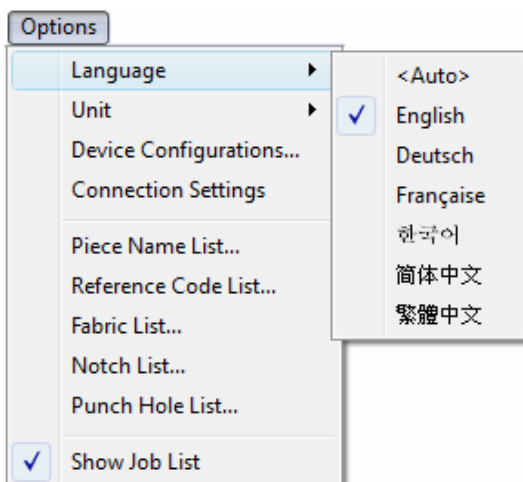 Options
Language
Unit
Device Configurations...
Connection Settings
Piece Name List...
Reference Code List...
Fabric List...
Notch List...
Punch Hole List...
Show Job List
<Auto>
English
Deutsch
Française
한국어
简体中文
繁體中文